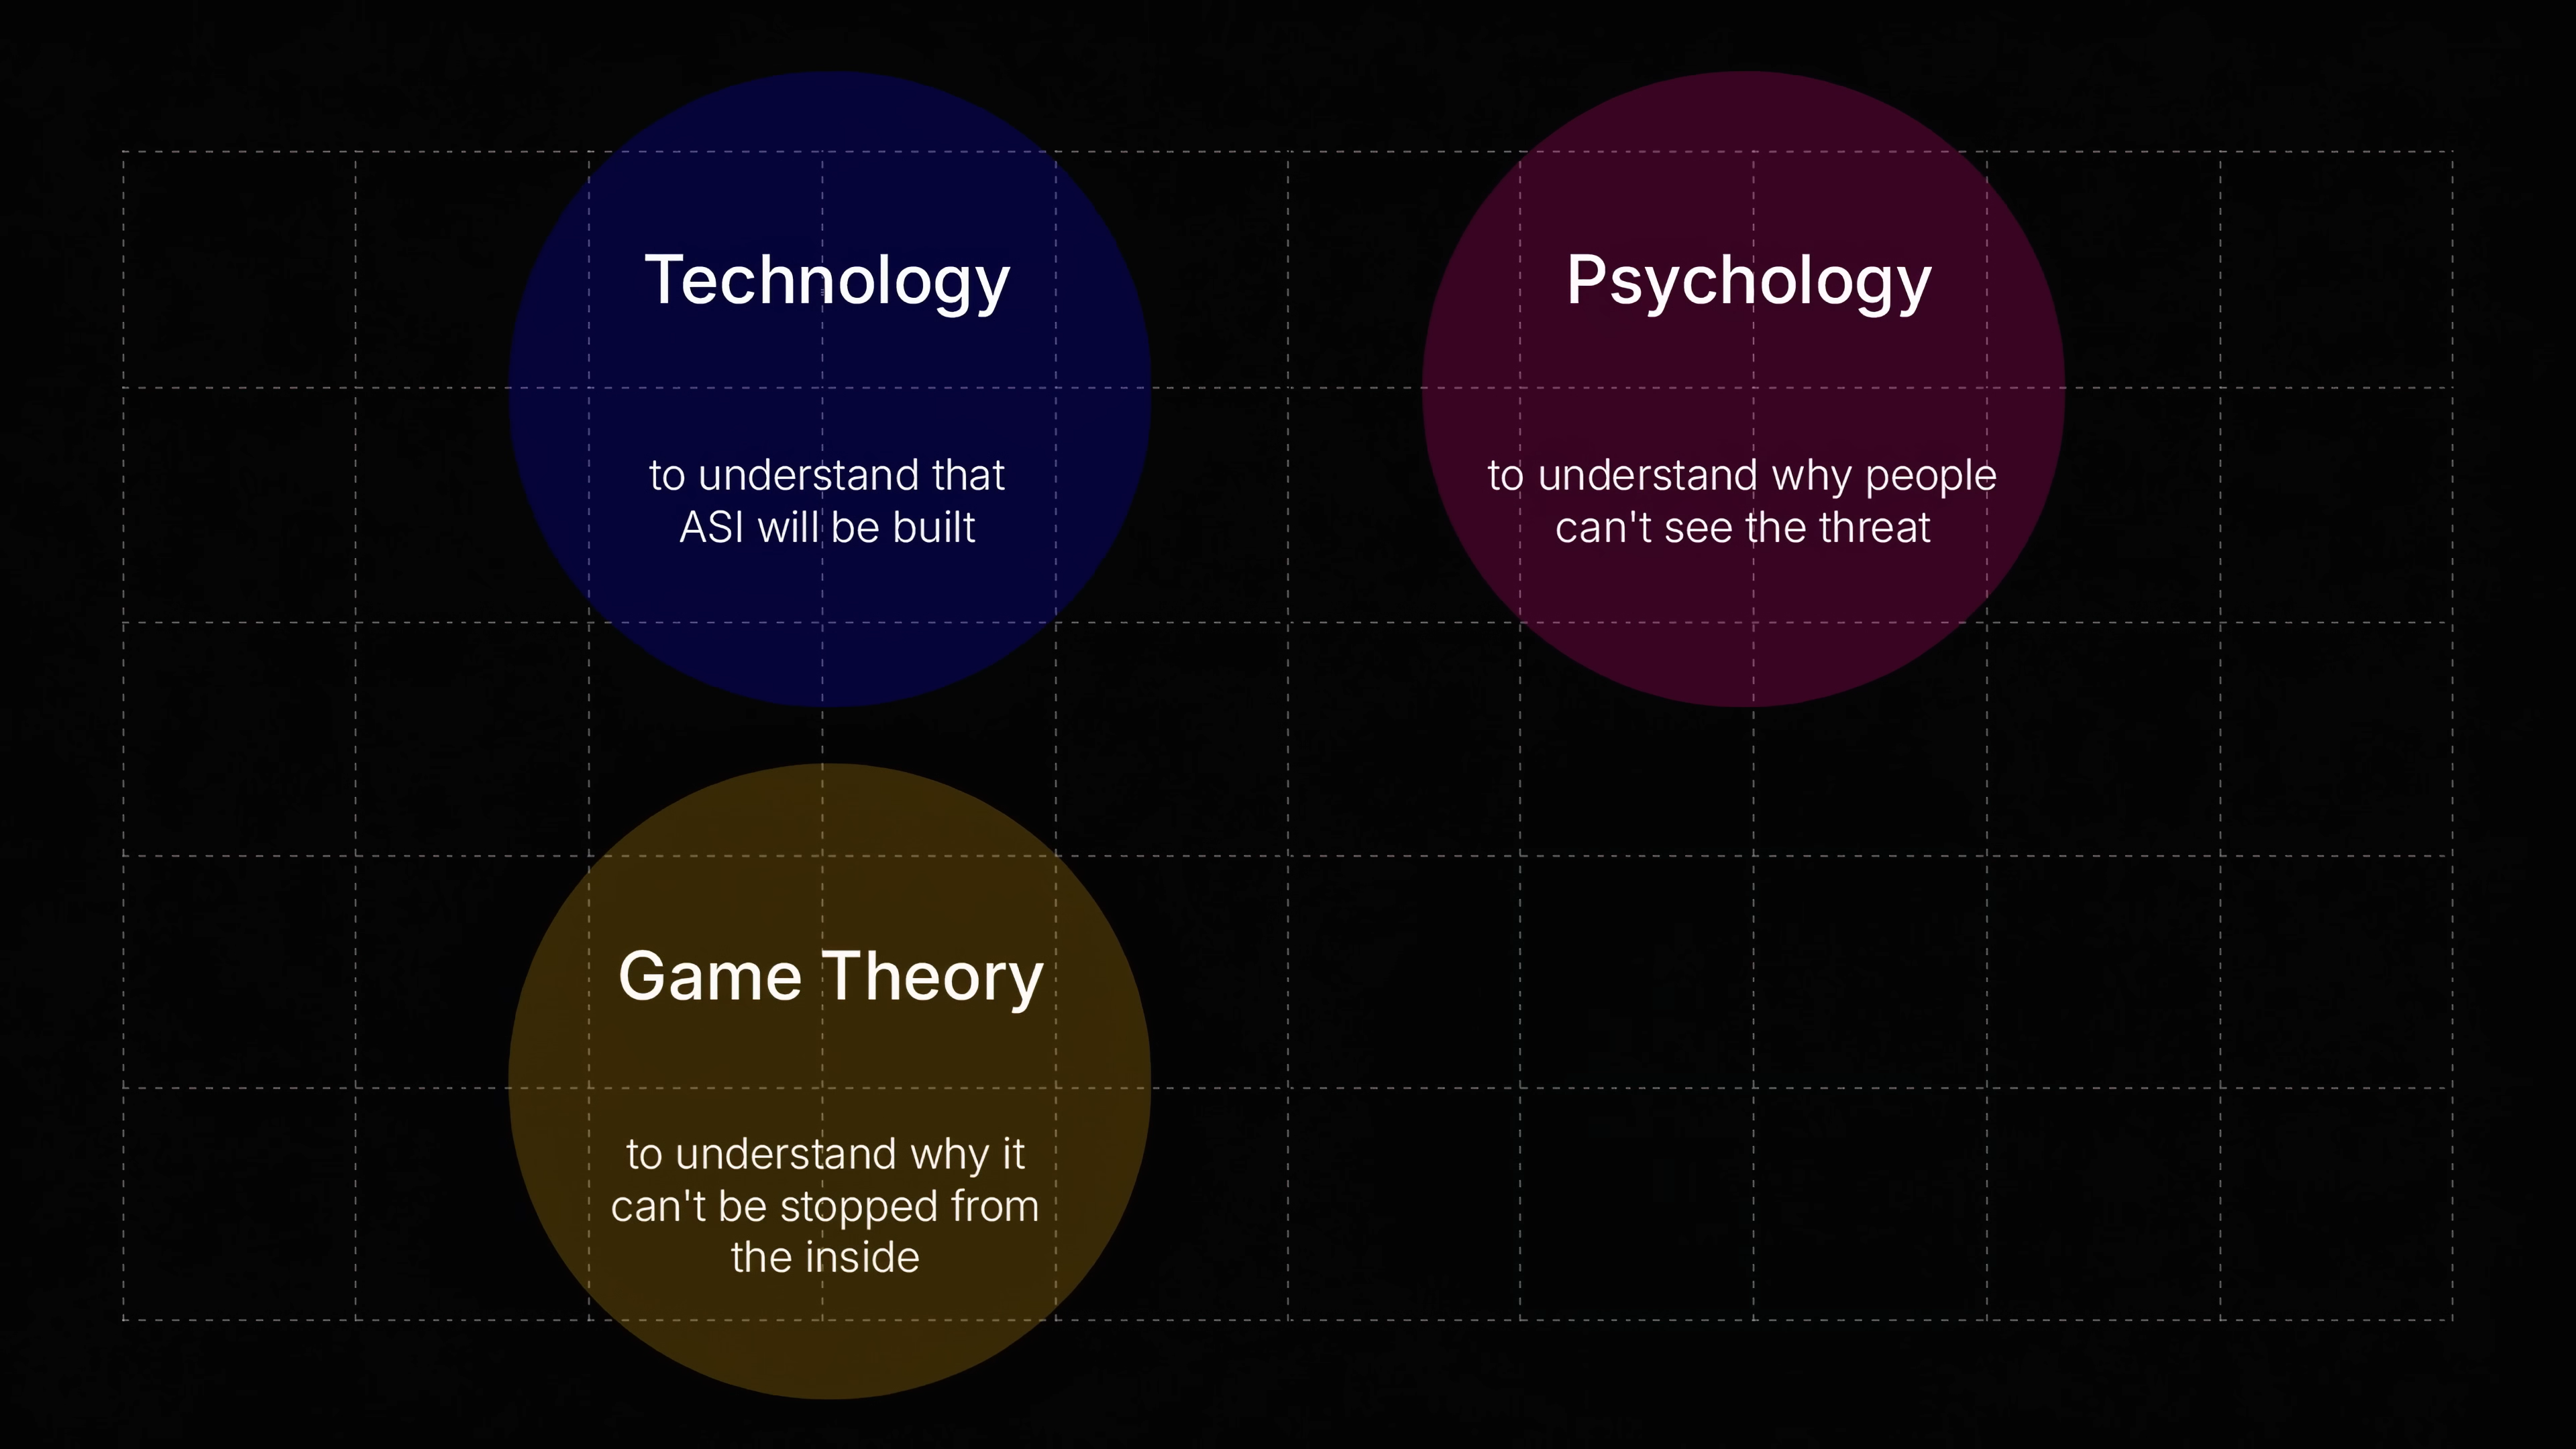 Technology
to understand that
ASI will be built
Psychology
to understand why people
can't see the threat
Game Theory
to understand why it
can't be stopped from
the inside